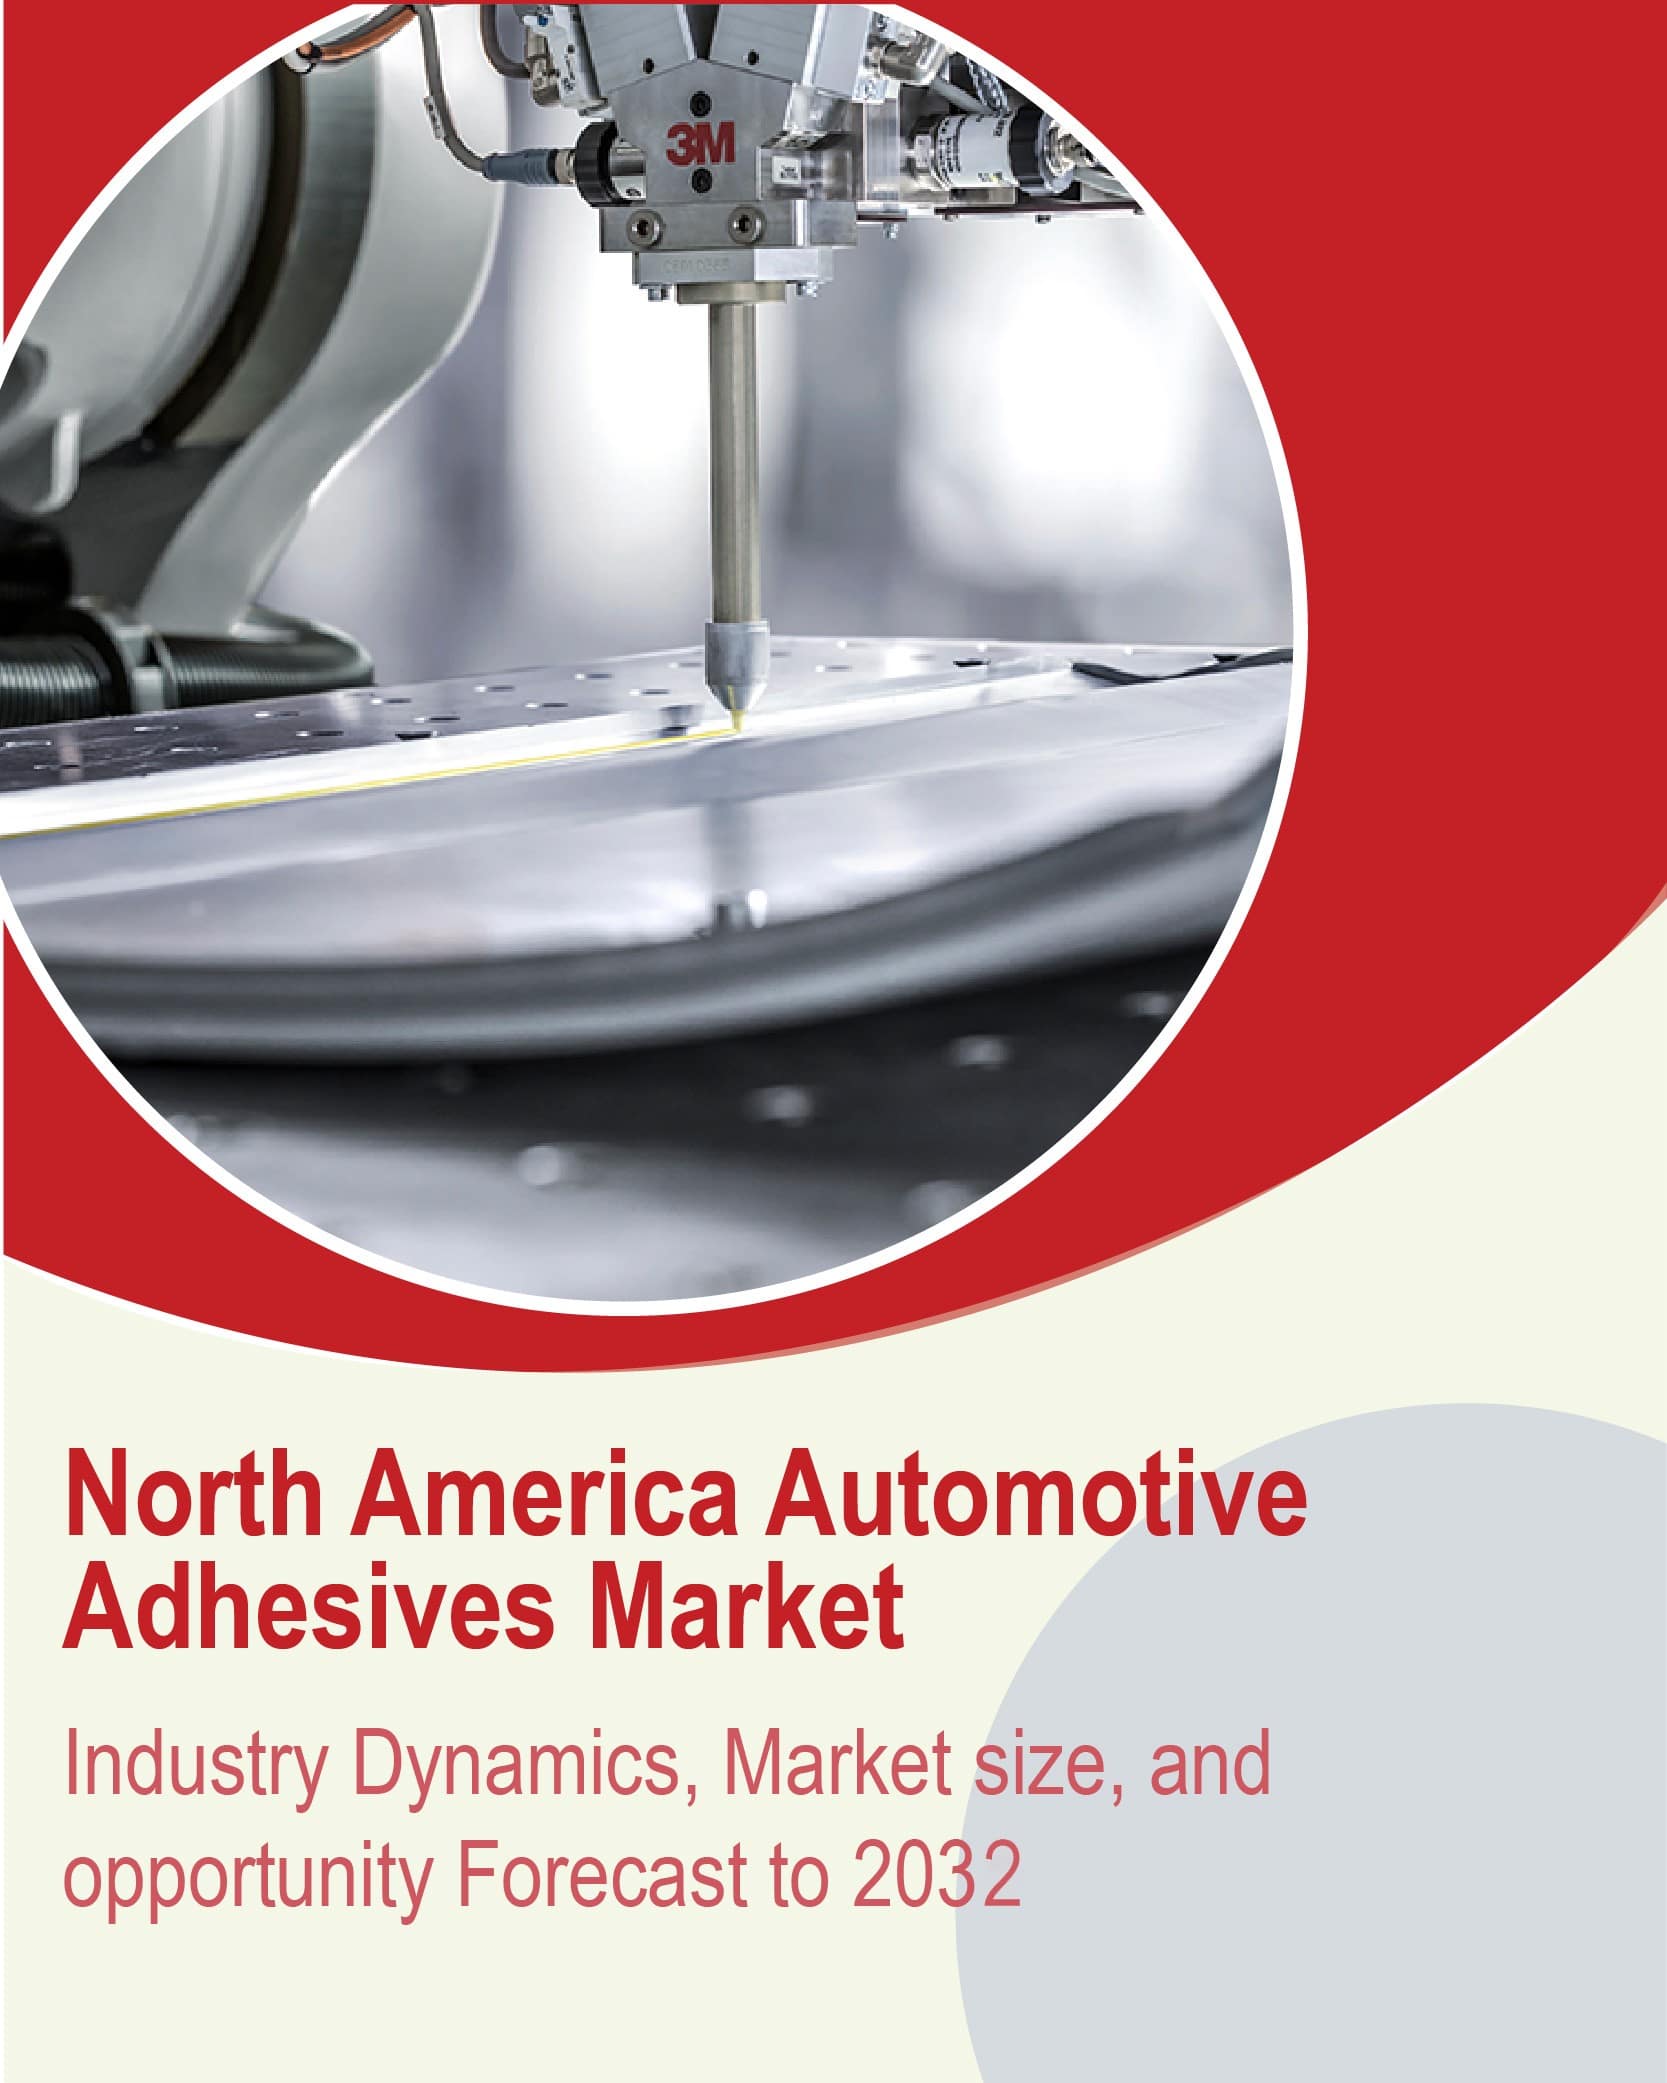 3M
North America Automotive
Adhesives Market
Industry Dynamics, Market size, and
opportunity Forecast to 2032